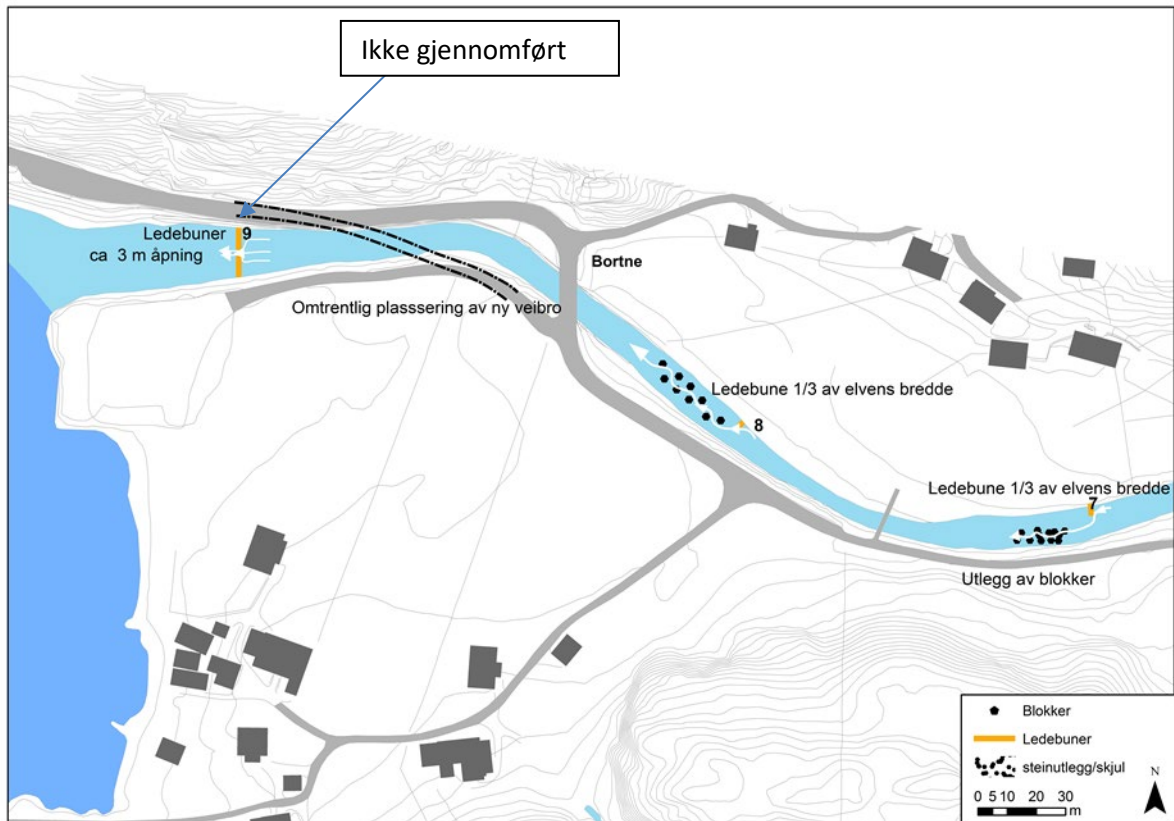 Ikke gjennomført
Ledebuner 9
ca 3 m åpning
Bortne
Omtrentlig plasssering av ny veibro
Ledebune 1/3 av elvens bredde
8
Ledebune 1/3 av elvens bredde
7
Utlegg av blokker
Blokker
Ledebuner
steinutlegg/skjul
N
0 5 10 20 30
m